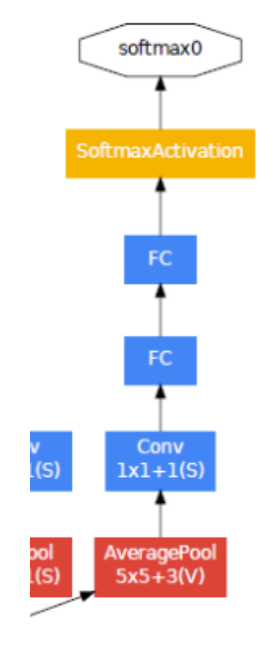 softmax0
SoftmaxActivation
FC
FC
Conv
1x1+1(S)
AveragePool
5x5+3(V)